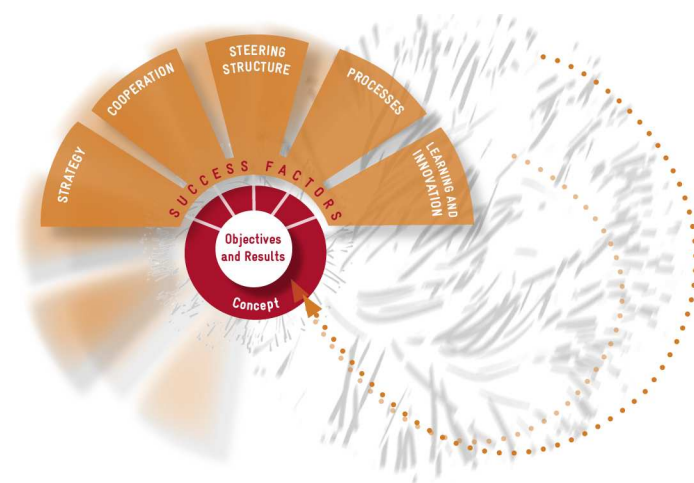 STRATEGY
COOPERATION
STEERING
STRUCTURE
PROCESSES
LEARNING AND
INNOVATION
SUCCESS FACTORS
Objectives
and Results
Concept